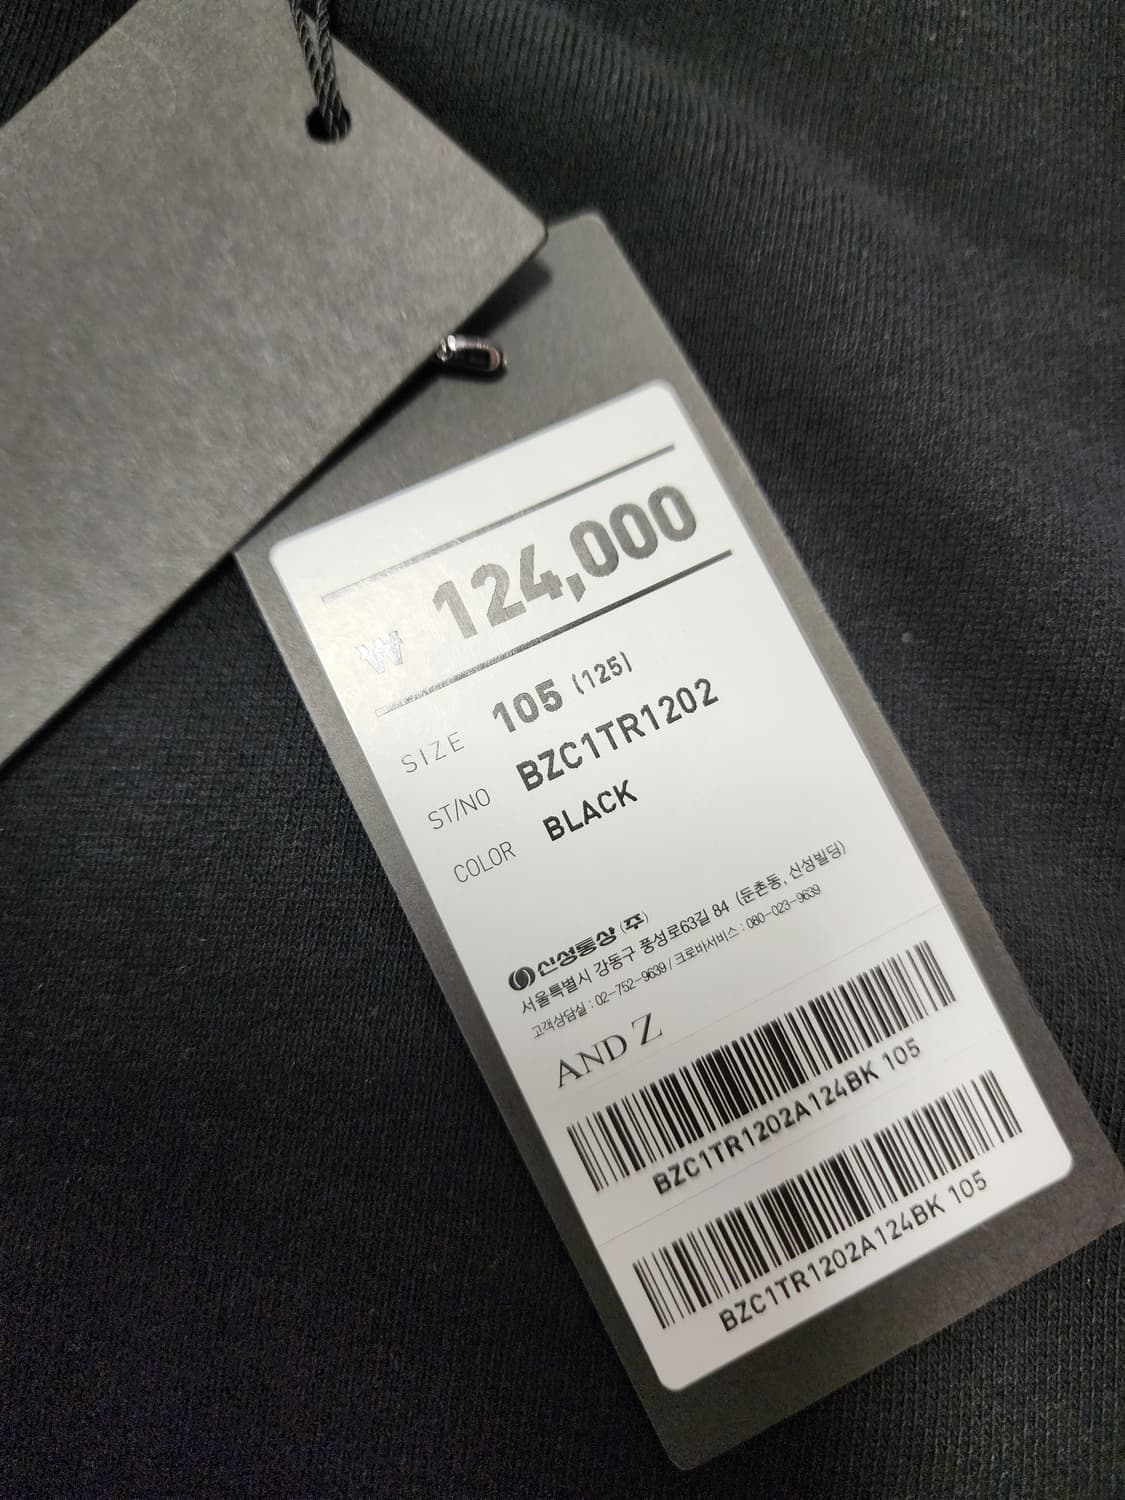 ₩ 124,000
SIZE 105 (125)
ST/NO BZC1TR1202
COLOR BLACK
신성통상(주)
서울특별시 강동구 풍성로63길 84 (둔촌동, 신성빌딩)
고객상담실 : 02-752-9639 / 크로바서비스 : 080-023-9639
AND Z
BZC1TR1202A124BK 105
BZC1TR1202A124BK 105